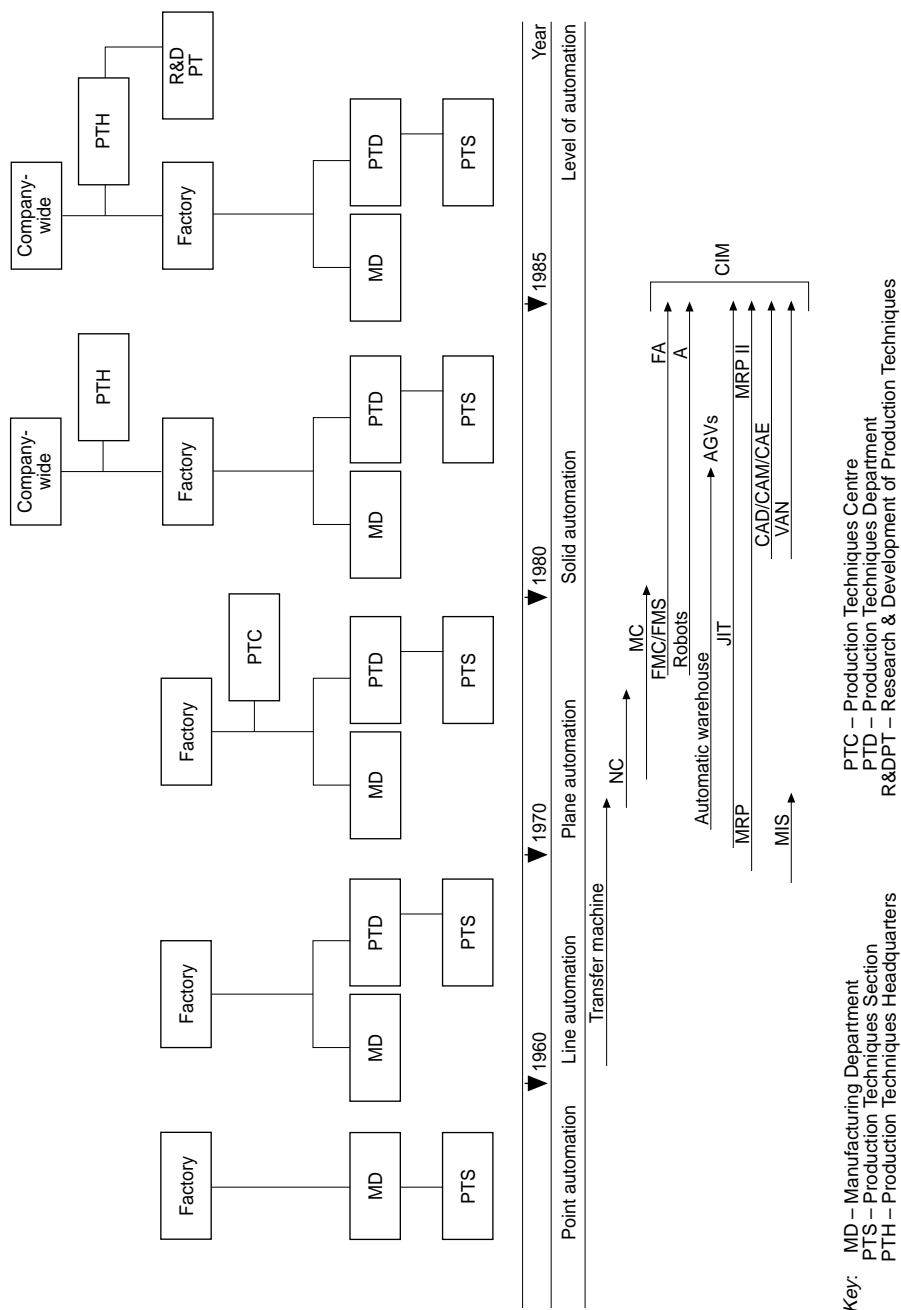 Company-
wide
PTH
R&D
PT
Factory
MD
PTD
PTS
Company-
wide
PTH
Factory
MD
PTD
PTS
Factory
PTC
MD
PTD
PTS
Factory
MD
PTD
PTS
Factory
MD
PTS
1960
1970
1980
1985
Year
Point automation
Line automation
Plane automation
Solid automation
Level of automation
Transfer machine
NC
MC
FMC/FMS
FA
Robots
A
Automatic warehouse
AGVs
JIT
MRP
MRP II
CAD/CAM/CAE
MIS
VAN
CIM
Key:
MD – Manufacturing Department
PTS – Production Techniques Section
PTH – Production Techniques Headquarters
PTC – Production Techniques Centre
PTD – Production Techniques Department
R&DPT – Research & Development of Production Techniques